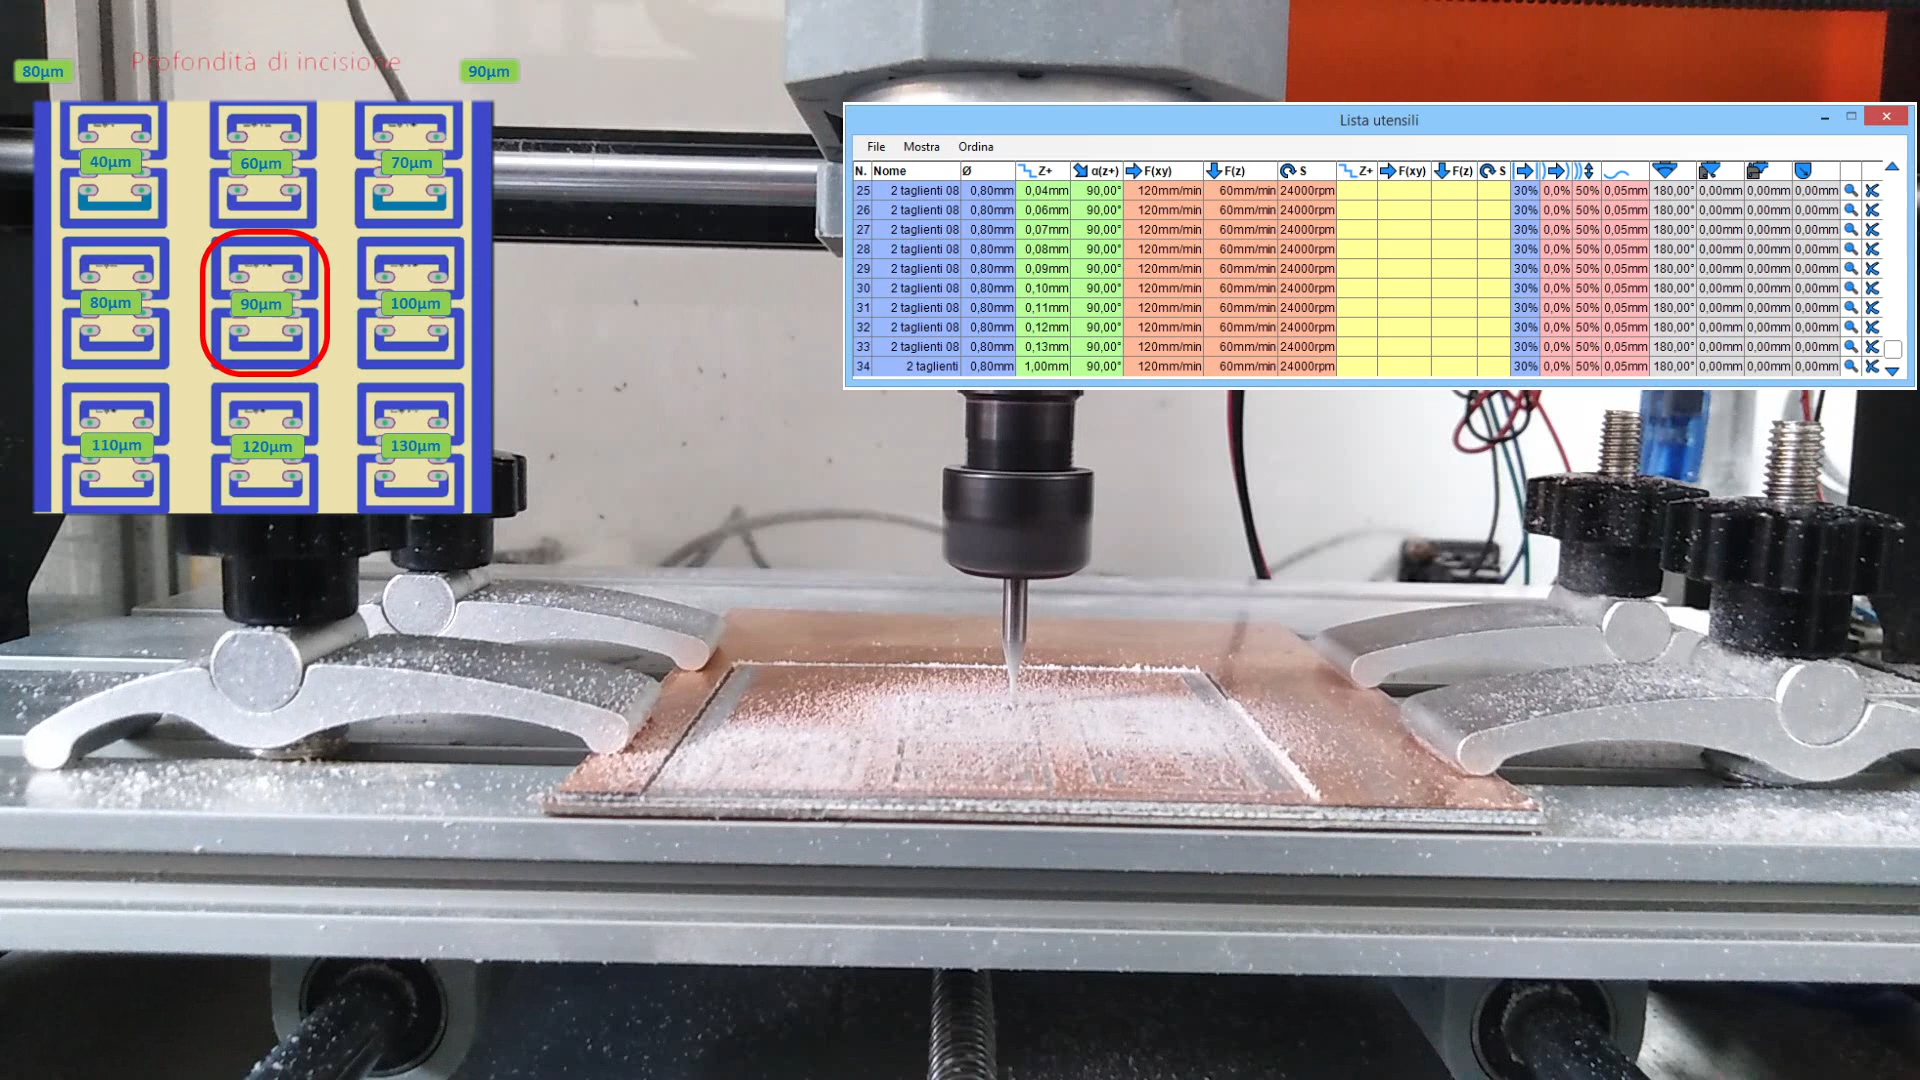 Profondità di incisione
80µm
90µm
40µm
60µm
70µm
80µm
90µm
100µm
110µm
120µm
130µm
Lista utensili
File Mostra Ordina
N. Nome Ø Z+ α(z+) F(xy) F(z) S Z+ F(xy) F(z) S
25 2 taglienti 08 0,80mm 0,04mm 90,00° 120mm/min 60mm/min 24000rpm 30% 0,0% 50% 0,05mm 180,00° 0,00mm 0,00mm 0,00mm
26 2 taglienti 08 0,80mm 0,06mm 90,00° 120mm/min 60mm/min 24000rpm 30% 0,0% 50% 0,05mm 180,00° 0,00mm 0,00mm 0,00mm
27 2 taglienti 08 0,80mm 0,07mm 90,00° 120mm/min 60mm/min 24000rpm 30% 0,0% 50% 0,05mm 180,00° 0,00mm 0,00mm 0,00mm
28 2 taglienti 08 0,80mm 0,08mm 90,00° 120mm/min 60mm/min 24000rpm 30% 0,0% 50% 0,05mm 180,00° 0,00mm 0,00mm 0,00mm
29 2 taglienti 08 0,80mm 0,09mm 90,00° 120mm/min 60mm/min 24000rpm 30% 0,0% 50% 0,05mm 180,00° 0,00mm 0,00mm 0,00mm
30 2 taglienti 08 0,80mm 0,10mm 90,00° 120mm/min 60mm/min 24000rpm 30% 0,0% 50% 0,05mm 180,00° 0,00mm 0,00mm 0,00mm
31 2 taglienti 08 0,80mm 0,11mm 90,00° 120mm/min 60mm/min 24000rpm 30% 0,0% 50% 0,05mm 180,00° 0,00mm 0,00mm 0,00mm
32 2 taglienti 08 0,80mm 0,12mm 90,00° 120mm/min 60mm/min 24000rpm 30% 0,0% 50% 0,05mm 180,00° 0,00mm 0,00mm 0,00mm
33 2 taglienti 08 0,80mm 0,13mm 90,00° 120mm/min 60mm/min 24000rpm 30% 0,0% 50% 0,05mm 180,00° 0,00mm 0,00mm 0,00mm
34 2 taglienti 0,80mm 1,00mm 90,00° 120mm/min 60mm/min 24000rpm 30% 0,0% 50% 0,05mm 180,00° 0,00mm 0,00mm 0,00mm